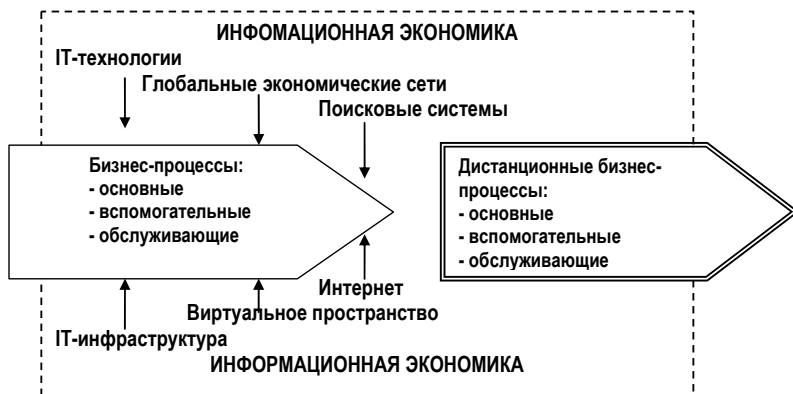 ИНФОМАЦИОННАЯ ЭКОНОМИКА
IT-технологии
Глобальные экономические сети
Поисковые системы
Бизнес-процессы:
- основные
- вспомогательные
- обслуживающие
Дистанционные бизнес-
процессы:
- основные
- вспомогательные
- обслуживающие
Интернет
Виртуальное пространство
IT-инфраструктура
ИНФОРМАЦИОННАЯ ЭКОНОМИКА